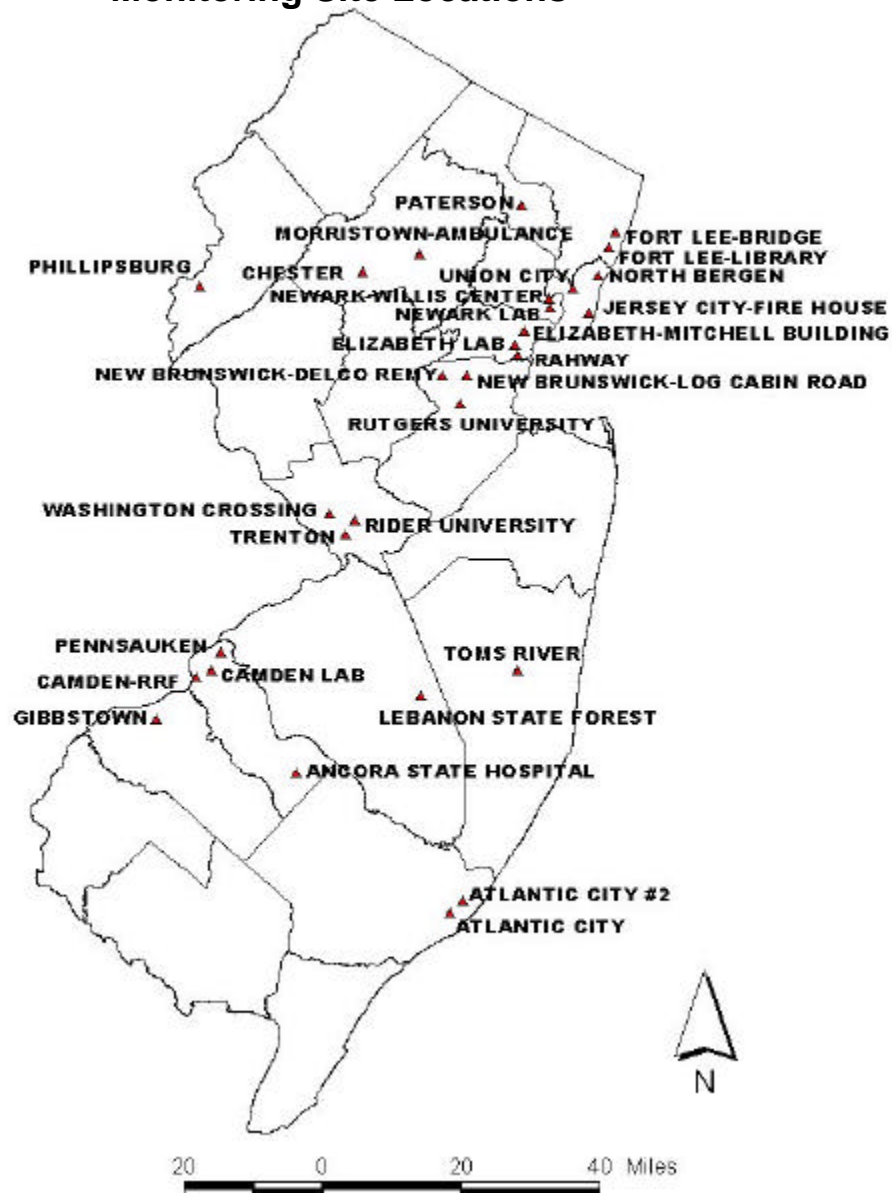 Monitoring Site Locations
PATERSON
MORRISTOWN-AMBULANCE
FORT LEE-BRIDGE
FORT LEE-LIBRARY
PHILLIPSBURG
CHESTER
UNION CITY
NORTH BERGEN
NEWARK-WILLIS CENTER
NEWARK LAB
JERSEY CITY-FIRE HOUSE
ELIZABETH-MITCHELL BUILDING
ELIZABETH LAB
RAHWAY
NEW BRUNSWICK-DELCO REMY
NEW BRUNSWICK-LOG CABIN ROAD
RUTGERS UNIVERSITY
WASHINGTON CROSSING
RIDER UNIVERSITY
TRENTON
PENNSAUKEN
TOMS RIVER
CAMDEN-RRF
CAMDEN LAB
GIBBSTOWN
LEBANON STATE FOREST
ANCORA STATE HOSPITAL
ATLANTIC CITY #2
ATLANTIC CITY
N
20 0 20 40 Miles